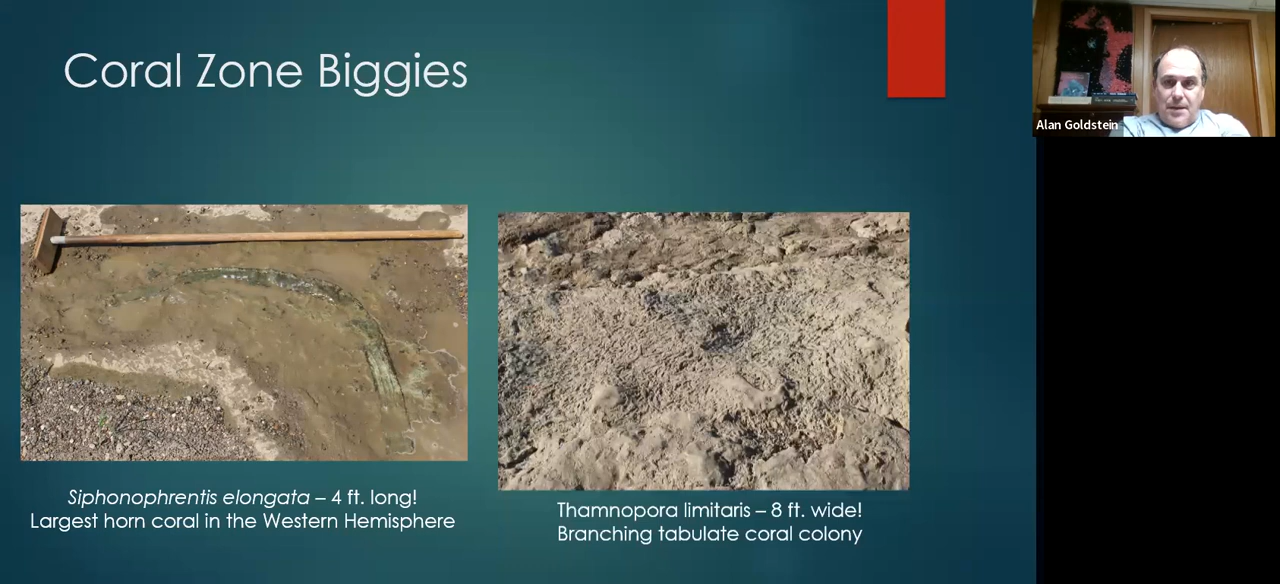 Coral Zone Biggies
Alan Goldstein
Siphonophrentis elongata – 4 ft. long!
Largest horn coral in the Western Hemisphere
Thamnopora limitaris – 8 ft. wide!
Branching tabulate coral colony